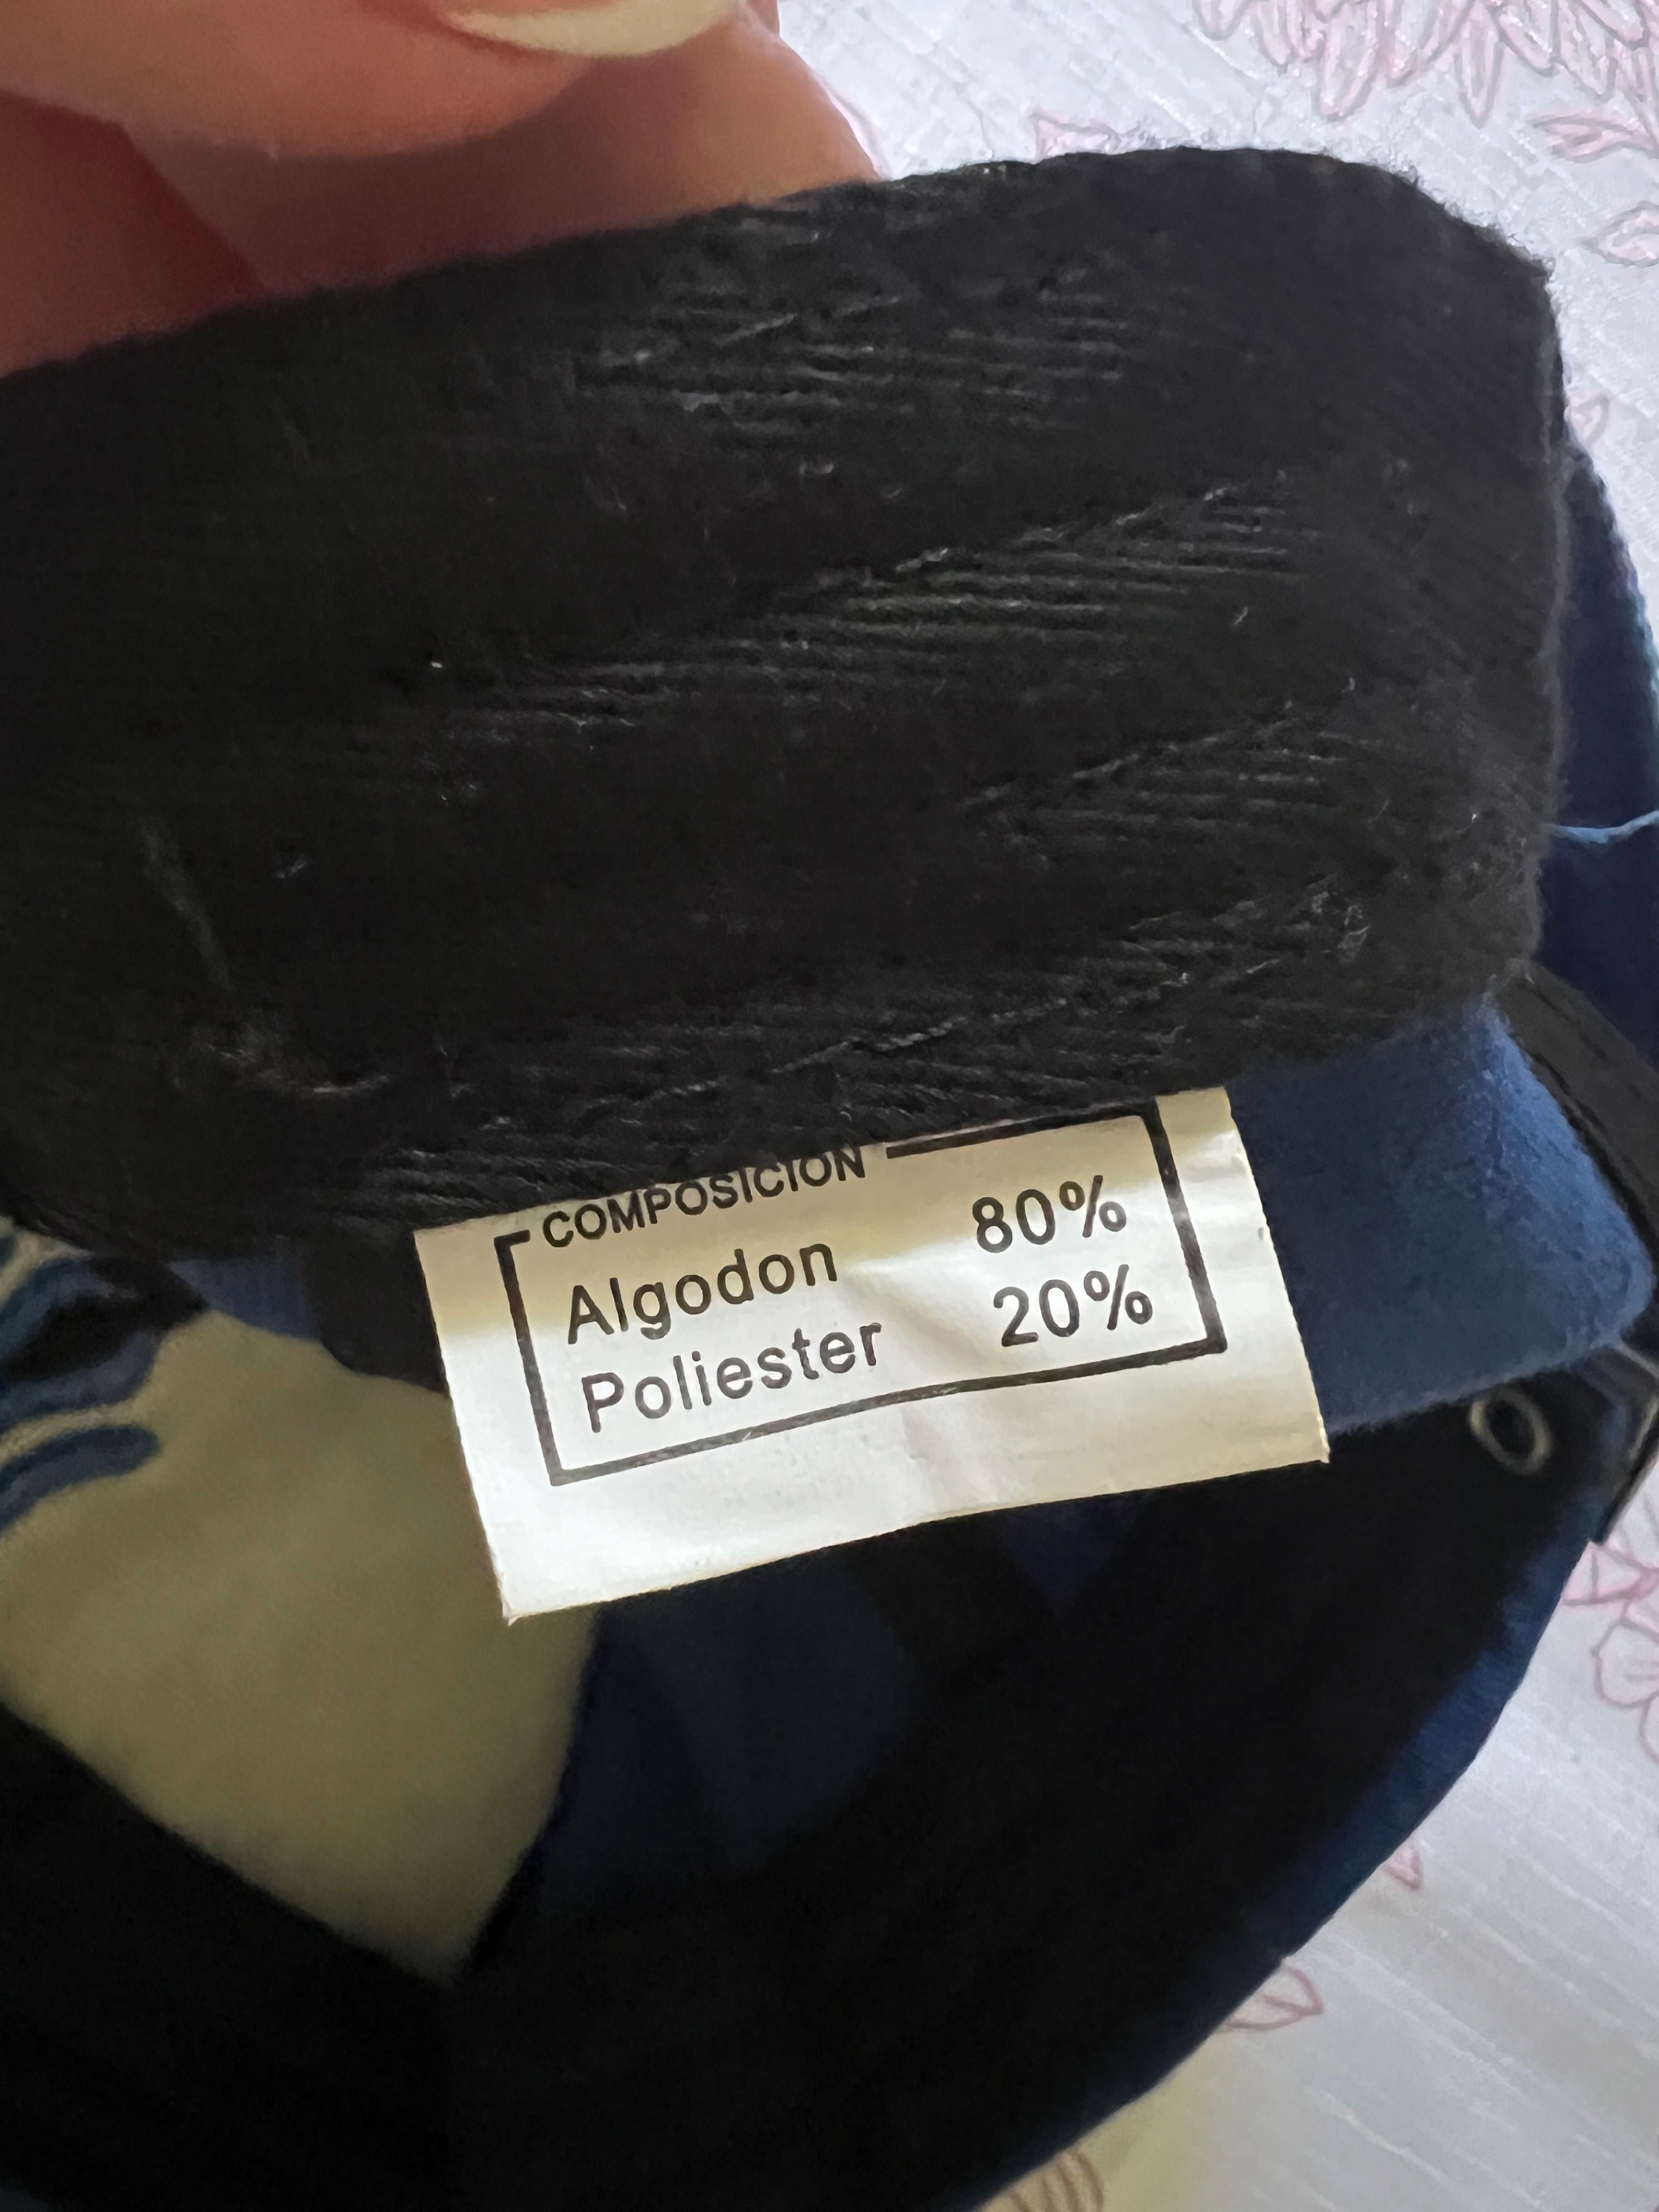 COMPOSICION
Algodon 80%
Poliester 20%